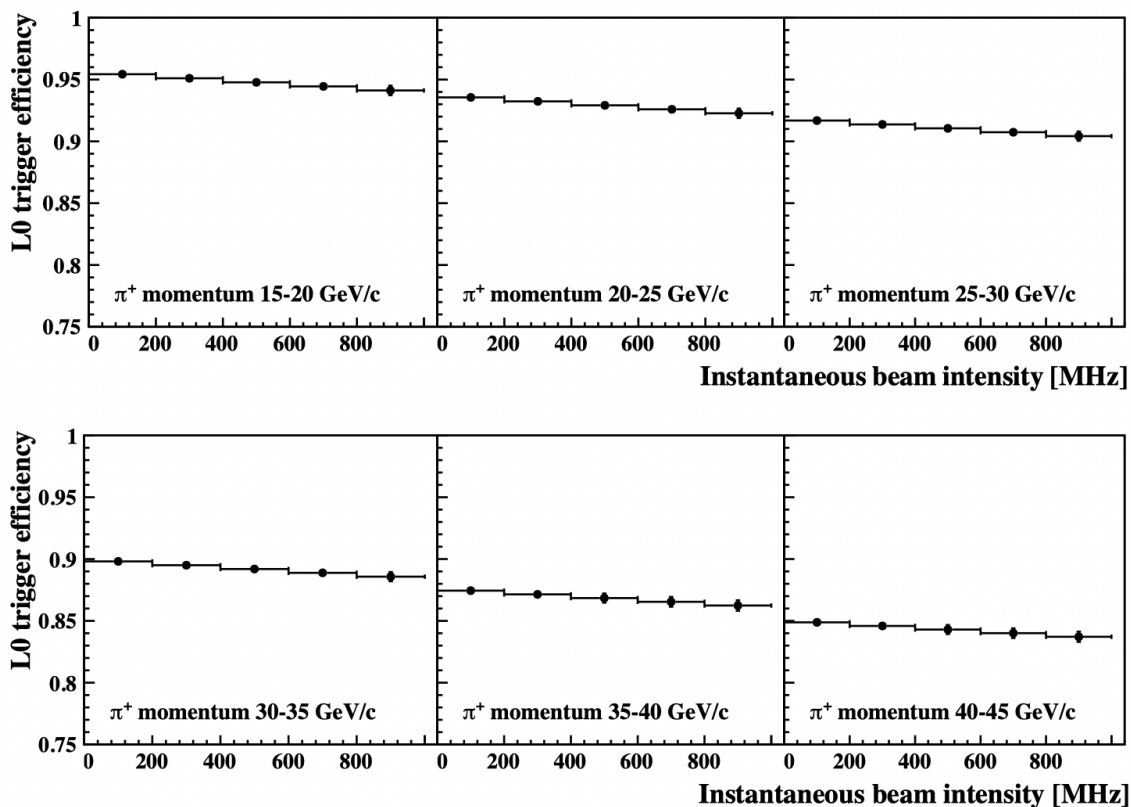 1
0.95
0.9
0.85
0.8
0.75
L0 trigger efficiency
π+ momentum 15-20 GeV/c
π+ momentum 20-25 GeV/c
π+ momentum 25-30 GeV/c
0 200 400 600 800 0 200 400 600 800 0 200 400 600 800
Instantaneous beam intensity [MHz]
1
0.95
0.9
0.85
0.8
0.75
L0 trigger efficiency
π+ momentum 30-35 GeV/c
π+ momentum 35-40 GeV/c
π+ momentum 40-45 GeV/c
0 200 400 600 800 0 200 400 600 800 0 200 400 600 800
Instantaneous beam intensity [MHz]